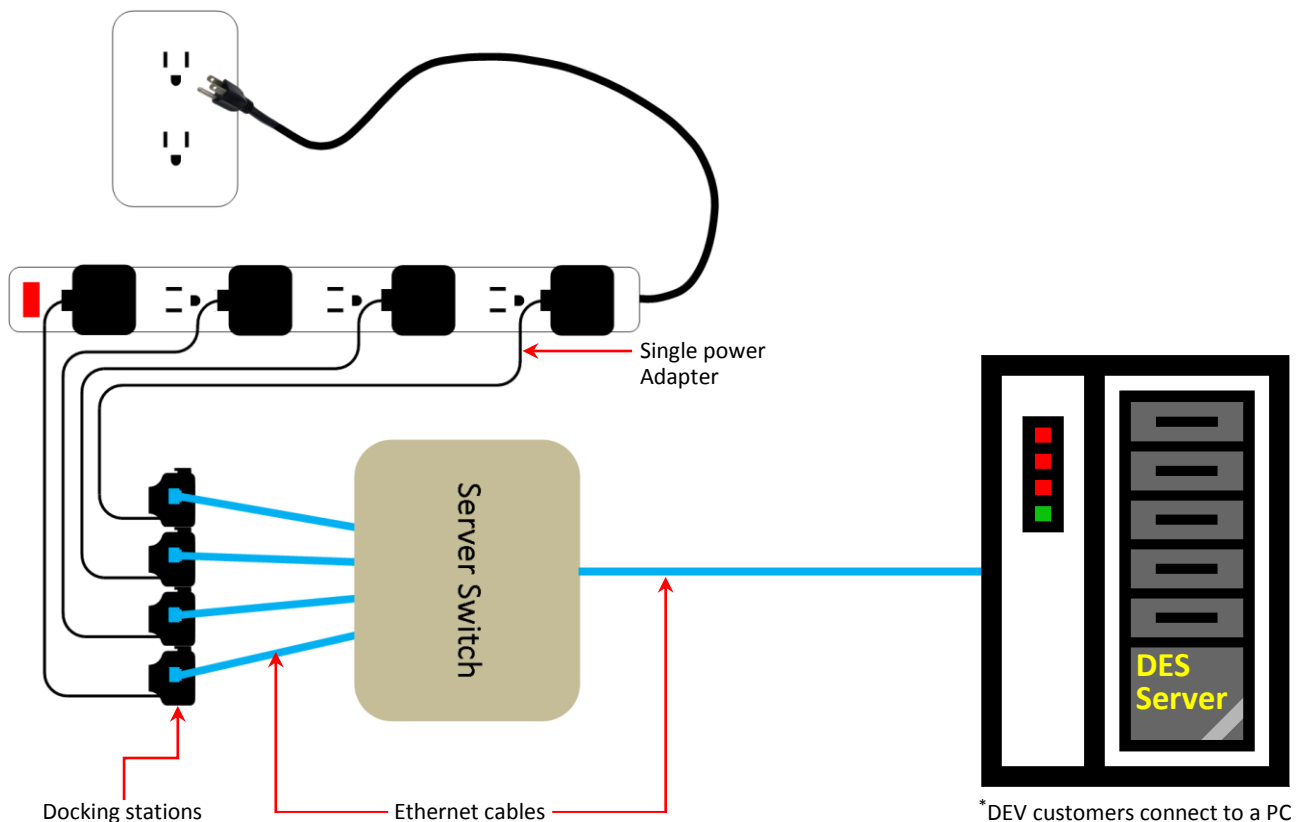 Single power
Adapter
Server Switch
DES
Server
Docking stations
Ethernet cables
*DEV customers connect to a PC